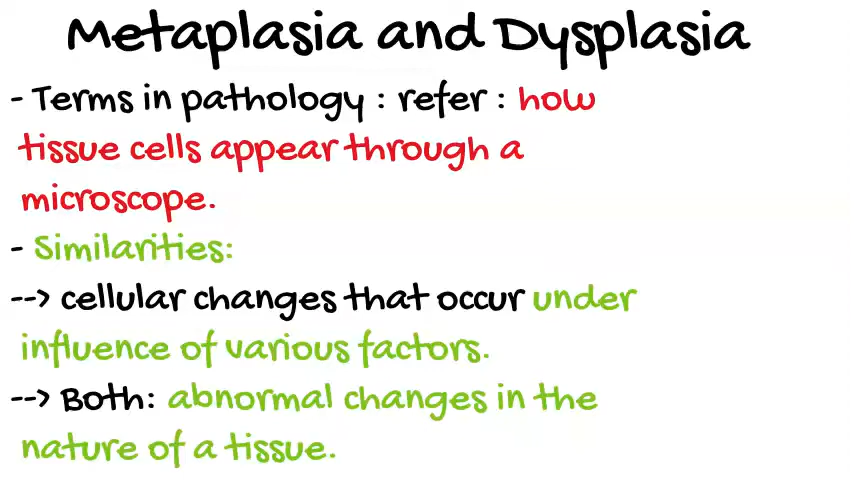 Metaplasia and Dysplasia
- Terms in pathology : refer : how
tissue cells appear through a
microscope.
- Similarities:
--> cellular changes that occur under
influence of various factors.
--> Both: abnormal changes in the
nature of a tissue.